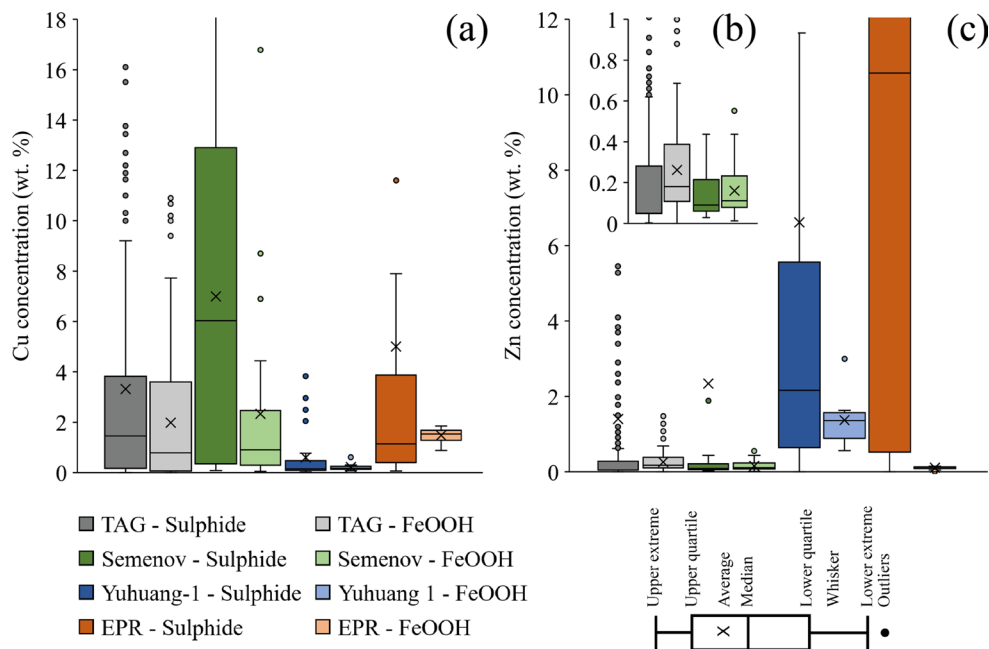 (a)
Cu concentration (wt. %)
18
16
14
12
10
8
6
4
2
0
(b)
1
0.8
0.6
0.4
0.2
0
(c)
Zn concentration (wt. %)
12
10
8
6
4
2
0
TAG - Sulphide
TAG - FeOOH
Semenov - Sulphide
Semenov - FeOOH
Yuhuang-1 - Sulphide
Yuhuang 1 - FeOOH
EPR - Sulphide
EPR - FeOOH
Upper extreme
Upper quartile
Average
Median
Lower quartile
Whisker
Lower extreme
Outliers